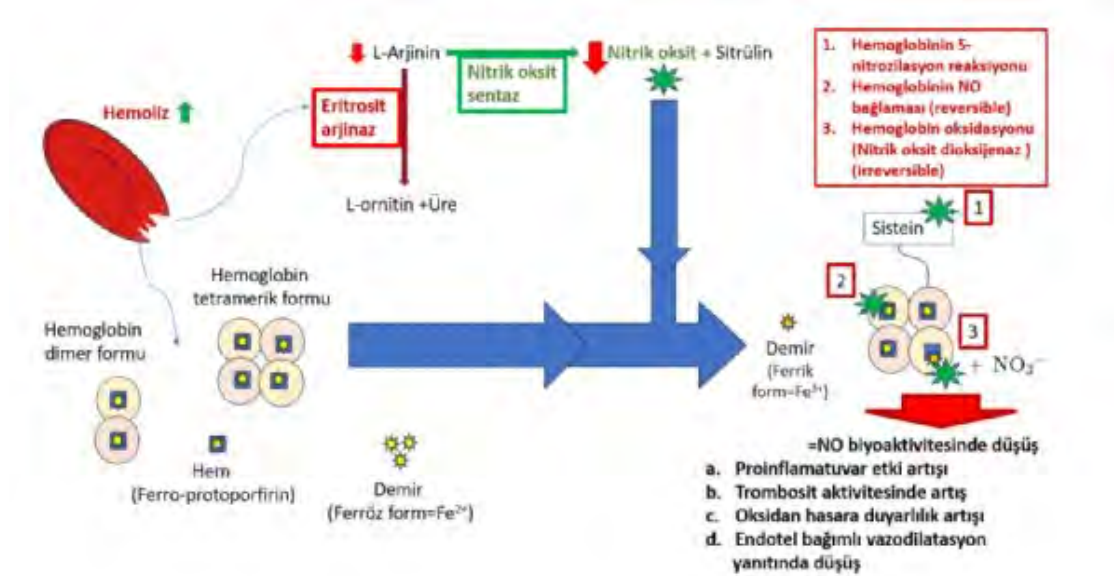 Hemoliz
L-Arjinin
Nitrik oksit
sentaz
Nitrik oksit + Sitrülin
Eritrosit
arjinaz
L-ornitin +Üre
1. Hemoglobinin S-
nitrozilasyon reaksiyonu
2. Hemoglobinin NO
bağlaması (reversible)
3. Hemoglobin oksidasyonu
(Nitrik oksit dioksijenaz )
(irreversible)
Sistein
1
2
3
+ NO₃⁻
Hemoglobin
tetramerik formu
Hemoglobin
dimer formu
Hem
(Ferro-protoporfirin)
Demir
(Ferröz form=Fe²⁺)
Demir
(Ferrik
form=Fe³⁺)
=NO biyoaktivitesinde düşüş
a. Proinflamatuvar etki artışı
b. Trombosit aktivitesinde artış
c. Oksidan hasara duyarlılık artışı
d. Endotel bağımlı vazodilatasyon
yanıtında düşüş